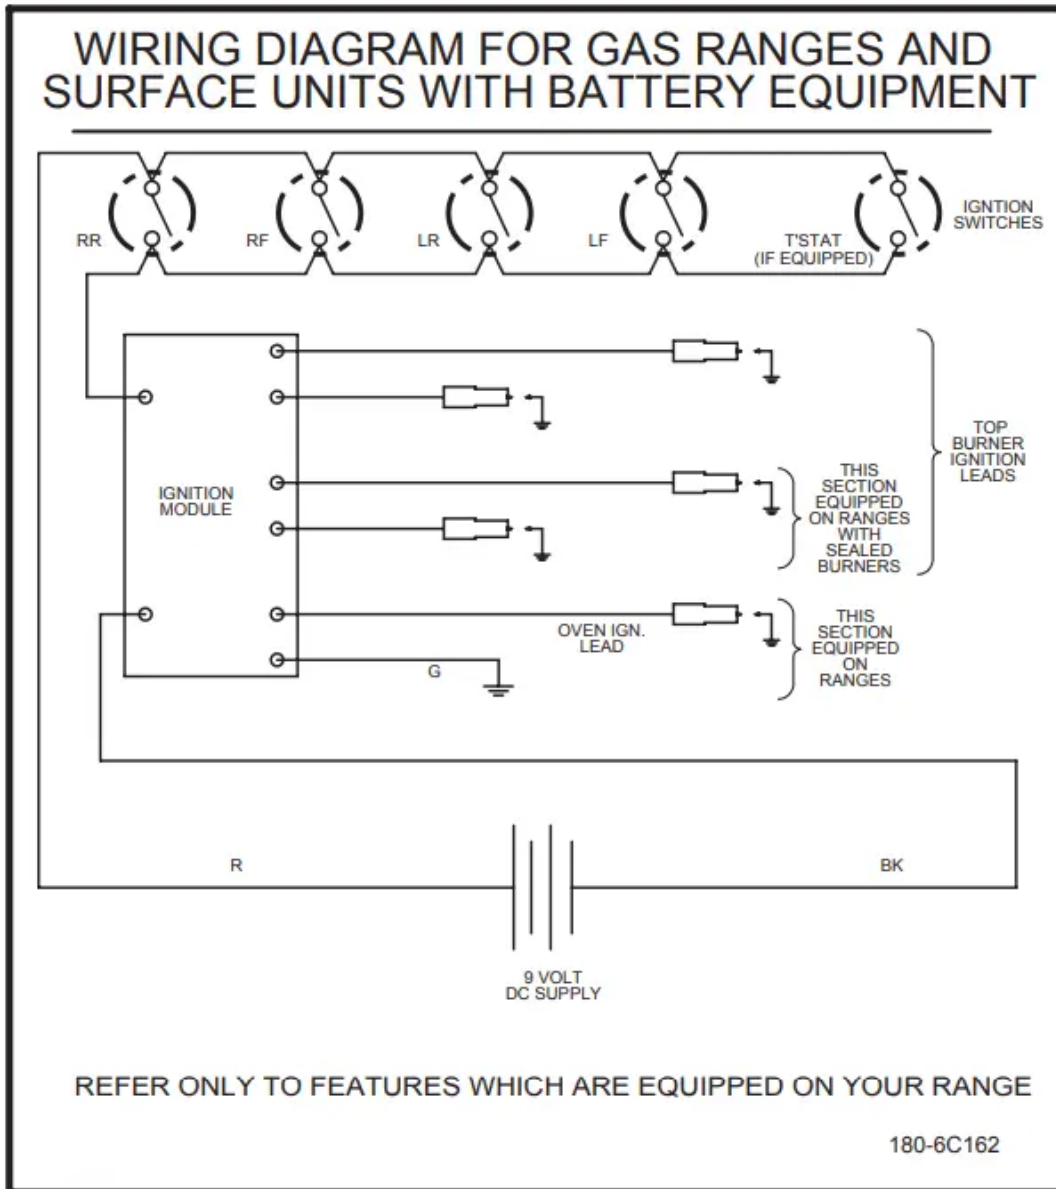 WIRING DIAGRAM FOR GAS RANGES AND
SURFACE UNITS WITH BATTERY EQUIPMENT
RR
RF
LR
LF
T'STAT
(IF EQUIPPED)
IGNTION
SWITCHES
IGNITION
MODULE
TOP
BURNER
IGNITION
LEADS
THIS
SECTION
EQUIPPED
ON RANGES
WITH
SEALED
BURNERS
OVEN IGN.
LEAD
THIS
SECTION
EQUIPPED
ON
RANGES
G
R
BK
9 VOLT
DC SUPPLY
REFER ONLY TO FEATURES WHICH ARE EQUIPPED ON YOUR RANGE
180-6C162